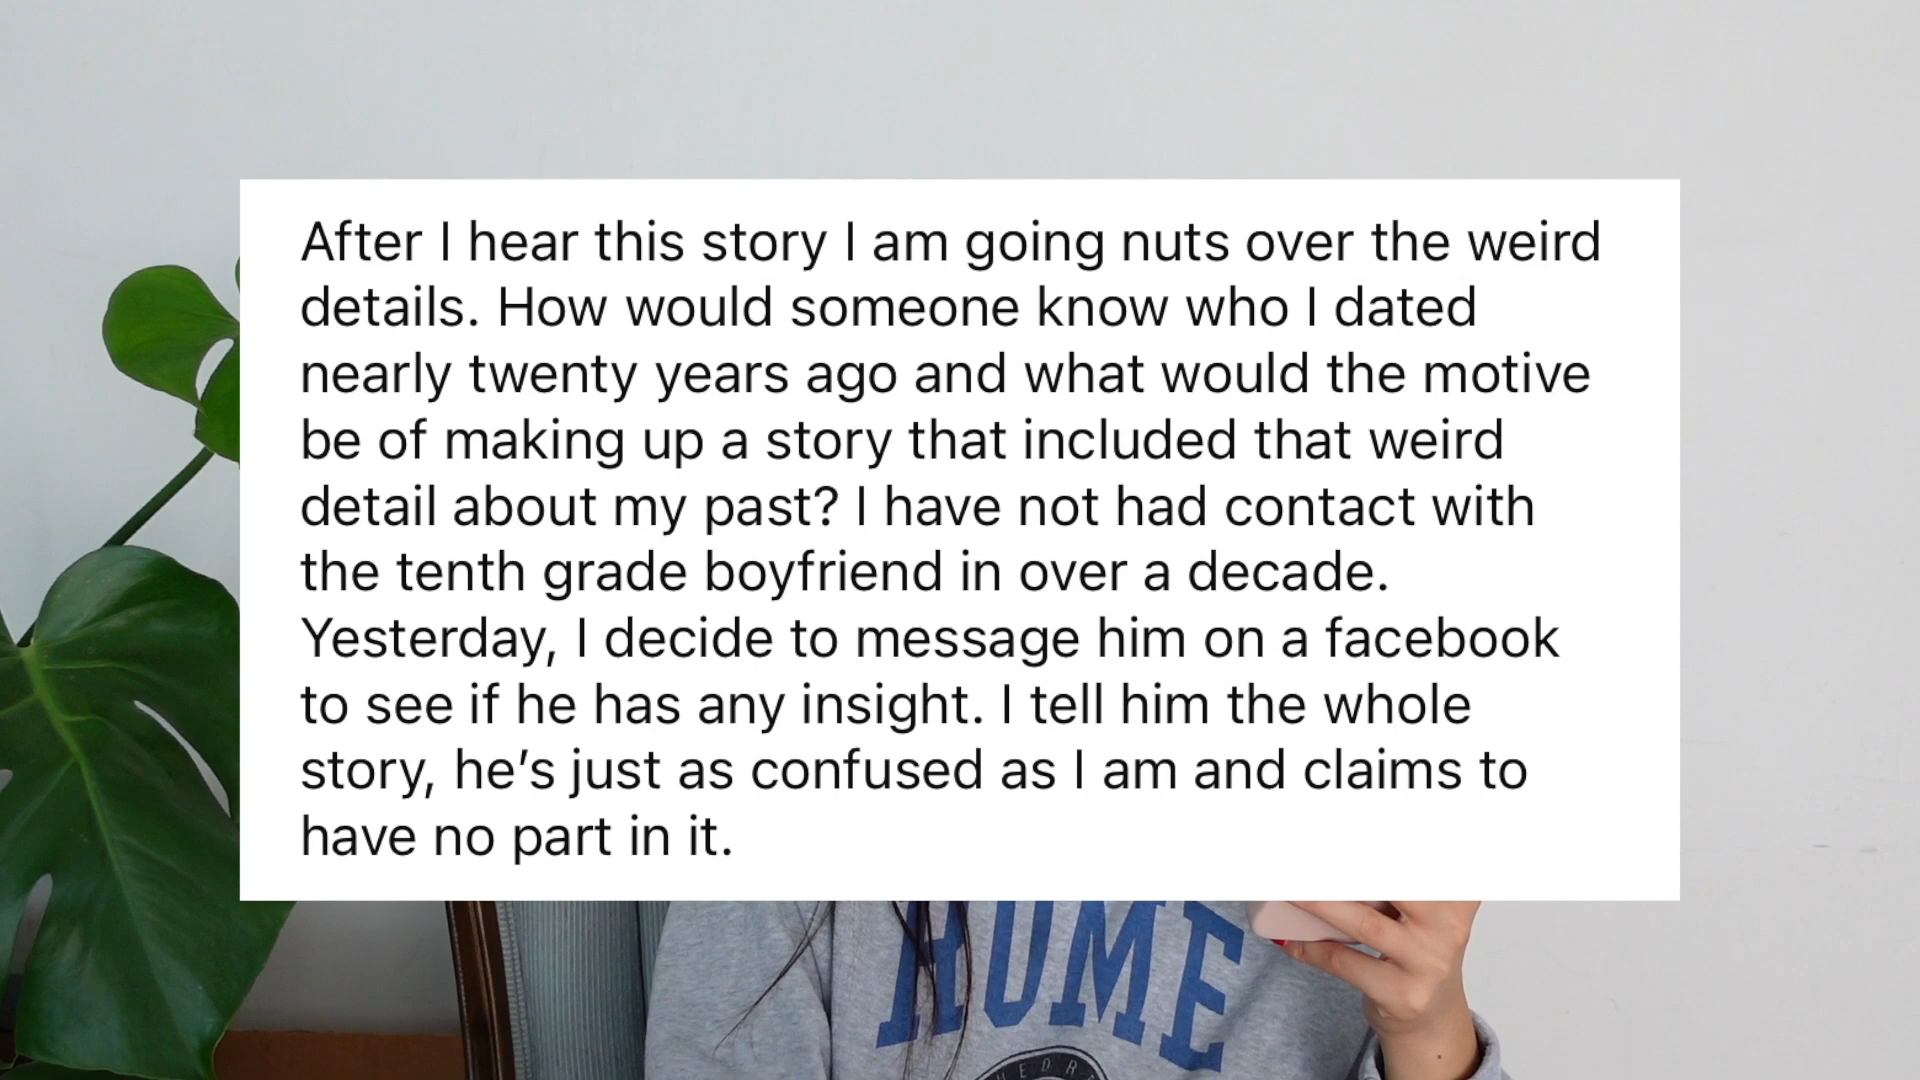 After I hear this story I am going nuts over the weird
details. How would someone know who I dated
nearly twenty years ago and what would the motive
be of making up a story that included that weird
detail about my past? I have not had contact with
the tenth grade boyfriend in over a decade.
Yesterday, I decide to message him on a facebook
to see if he has any insight. I tell him the whole
story, he’s just as confused as I am and claims to
have no part in it.
HOME